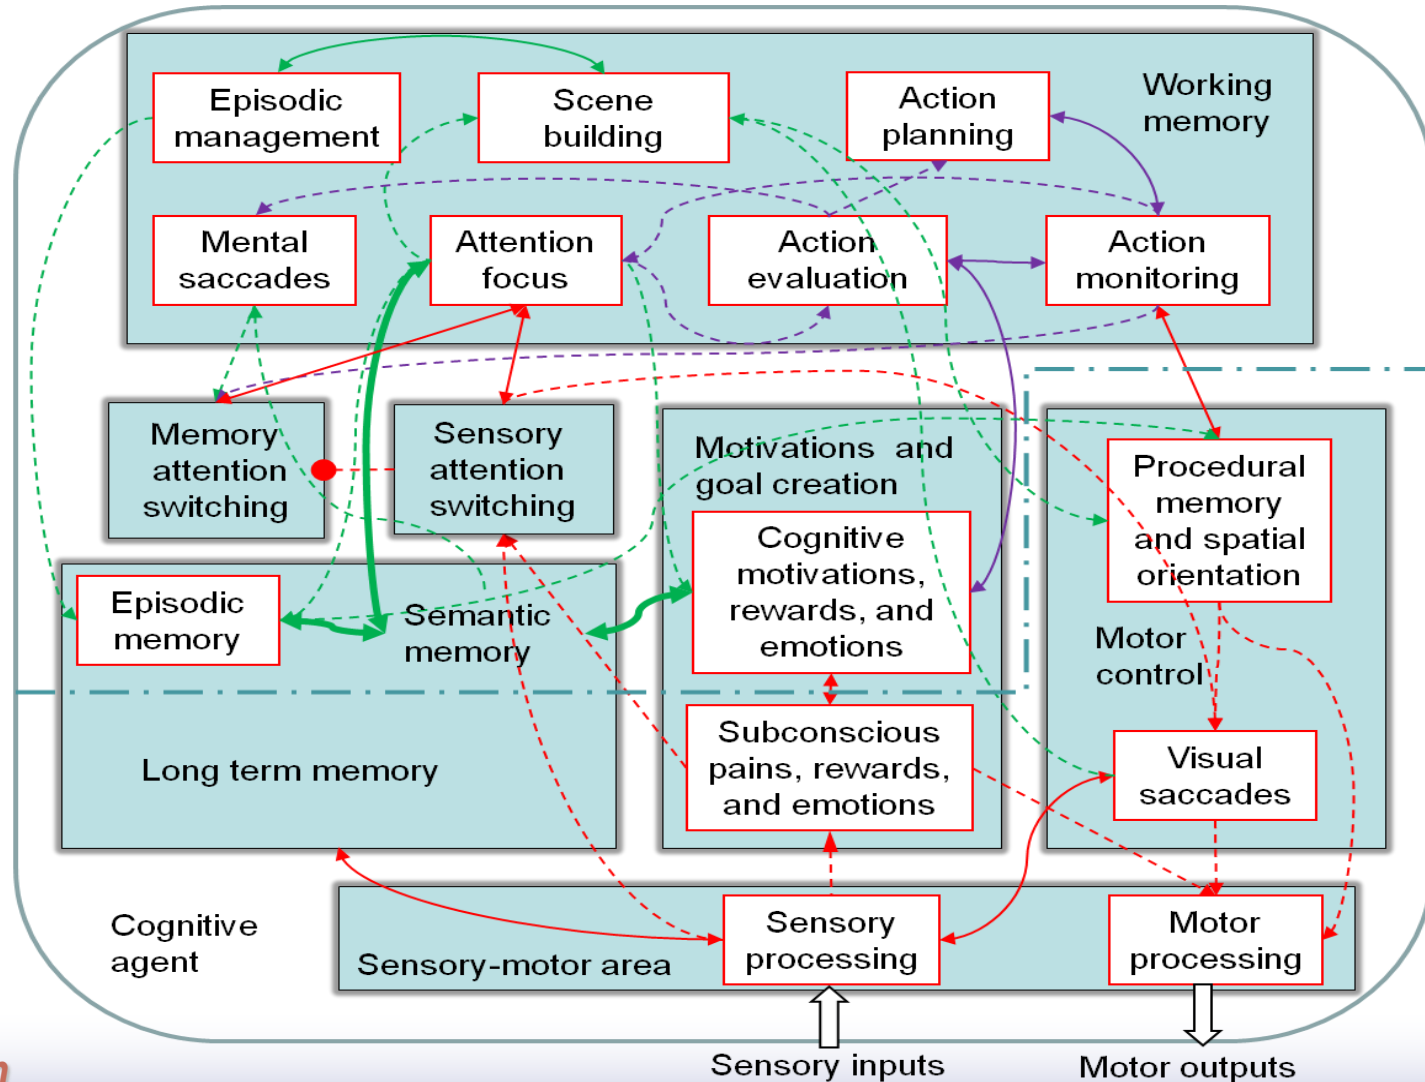 Episodic
management
Scene
building
Action
planning
Working
memory
Mental
saccades
Attention
focus
Action
evaluation
Action
monitoring
Memory
attention
switching
Sensory
attention
switching
Motivations and
goal creation
Cognitive
motivations,
rewards, and
emotions
Procedural
memory
and spatial
orientation
Episodic
memory
Semantic
memory
Motor
control
Long term memory
Subconscious
pains, rewards,
and emotions
Visual
saccades
Cognitive
agent
Sensory-motor area
Sensory
processing
Motor
processing
Sensory inputs
Motor outputs